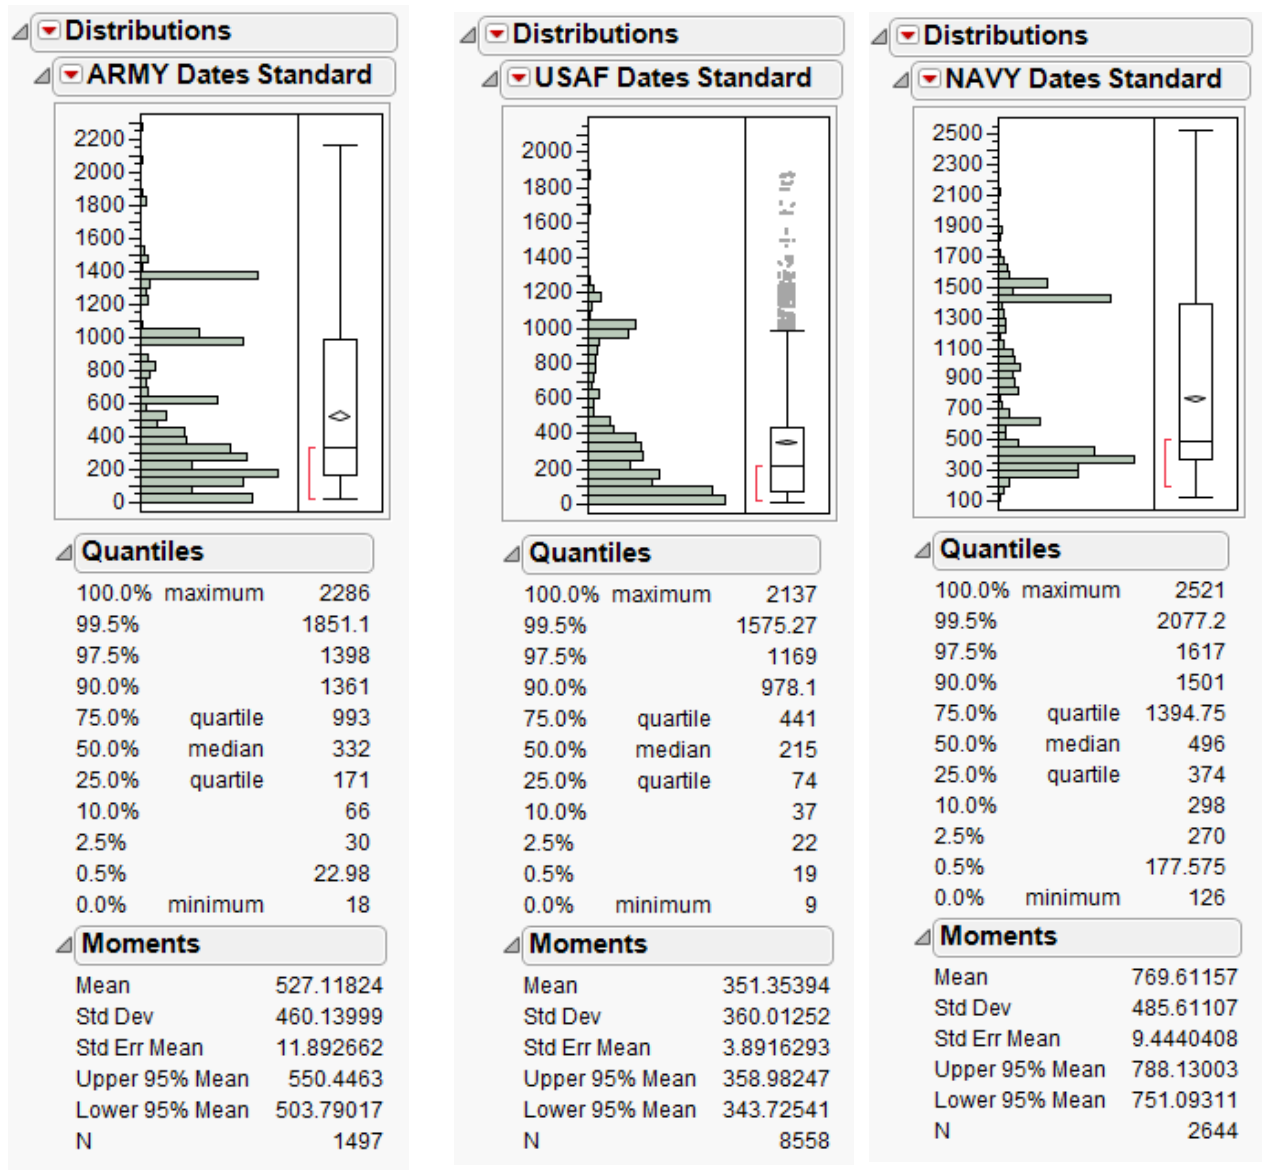 Distributions
ARMY Dates Standard
2200
2000
1800
1600
1400
1200
1000
800
600
400
200
0
Quantiles
100.0% maximum 2286
99.5% 1851.1
97.5% 1398
90.0% 1361
75.0% quartile 993
50.0% median 332
25.0% quartile 171
10.0% 66
2.5% 30
0.5% 22.98
0.0% minimum 18
Moments
Mean 527.11824
Std Dev 460.13999
Std Err Mean 11.892662
Upper 95% Mean 550.4463
Lower 95% Mean 503.79017
N 1497
Distributions
USAF Dates Standard
2000
1800
1600
1400
1200
1000
800
600
400
200
0
Quantiles
100.0% maximum 2137
99.5% 1575.27
97.5% 1169
90.0% 978.1
75.0% quartile 441
50.0% median 215
25.0% quartile 74
10.0% 37
2.5% 22
0.5% 19
0.0% minimum 9
Moments
Mean 351.35394
Std Dev 360.01252
Std Err Mean 3.8916293
Upper 95% Mean 358.98247
Lower 95% Mean 343.72541
N 8558
Distributions
NAVY Dates Standard
2500
2300
2100
1900
1700
1500
1300
1100
900
700
500
300
100
Quantiles
100.0% maximum 2521
99.5% 2077.2
97.5% 1617
90.0% 1501
75.0% quartile 1394.75
50.0% median 496
25.0% quartile 374
10.0% 298
2.5% 270
0.5% 177.575
0.0% minimum 126
Moments
Mean 769.61157
Std Dev 485.61107
Std Err Mean 9.4440408
Upper 95% Mean 788.13003
Lower 95% Mean 751.09311
N 2644